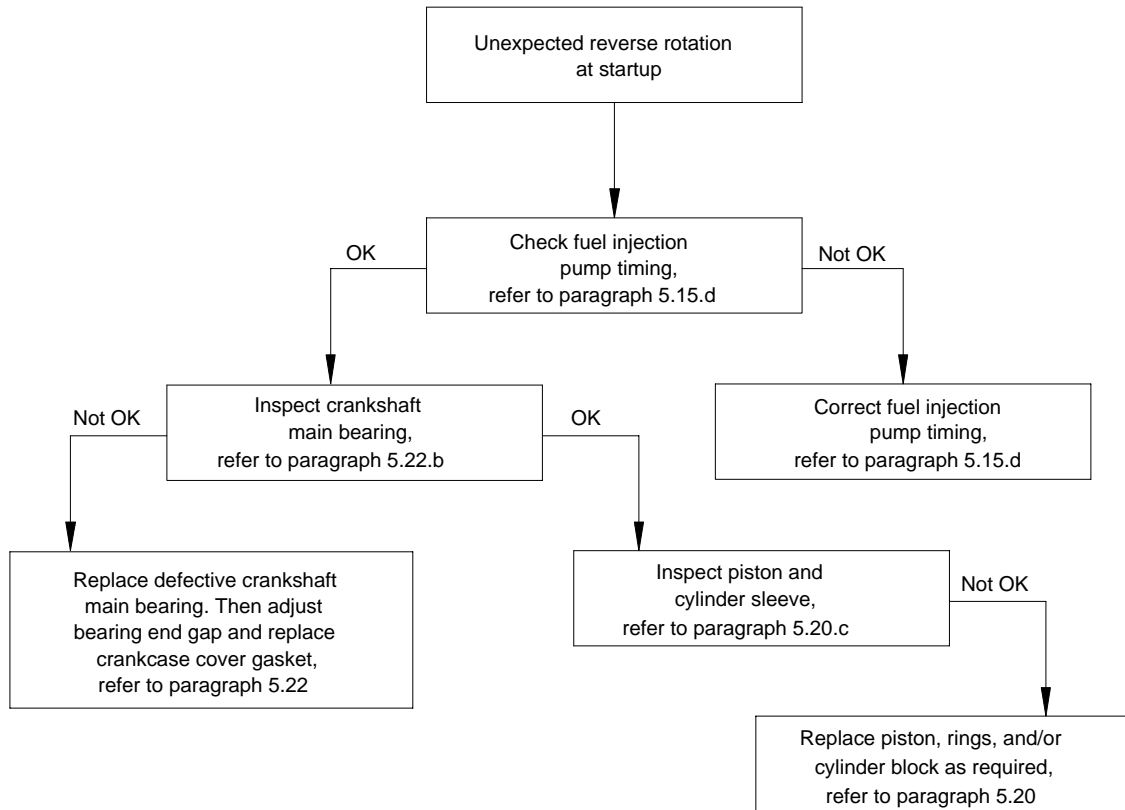 Unexpected reverse rotation
at startup
Check fuel injection
pump timing,
refer to paragraph 5.15.d
OK
Not OK
Inspect crankshaft
main bearing,
refer to paragraph 5.22.b
Not OK
OK
Correct fuel injection
pump timing,
refer to paragraph 5.15.d
Replace defective crankshaft
main bearing. Then adjust
bearing end gap and replace
crankcase cover gasket,
refer to paragraph 5.22
Inspect piston and
cylinder sleeve,
refer to paragraph 5.20.c
Not OK
Replace piston, rings, and/or
cylinder block as required,
refer to paragraph 5.20